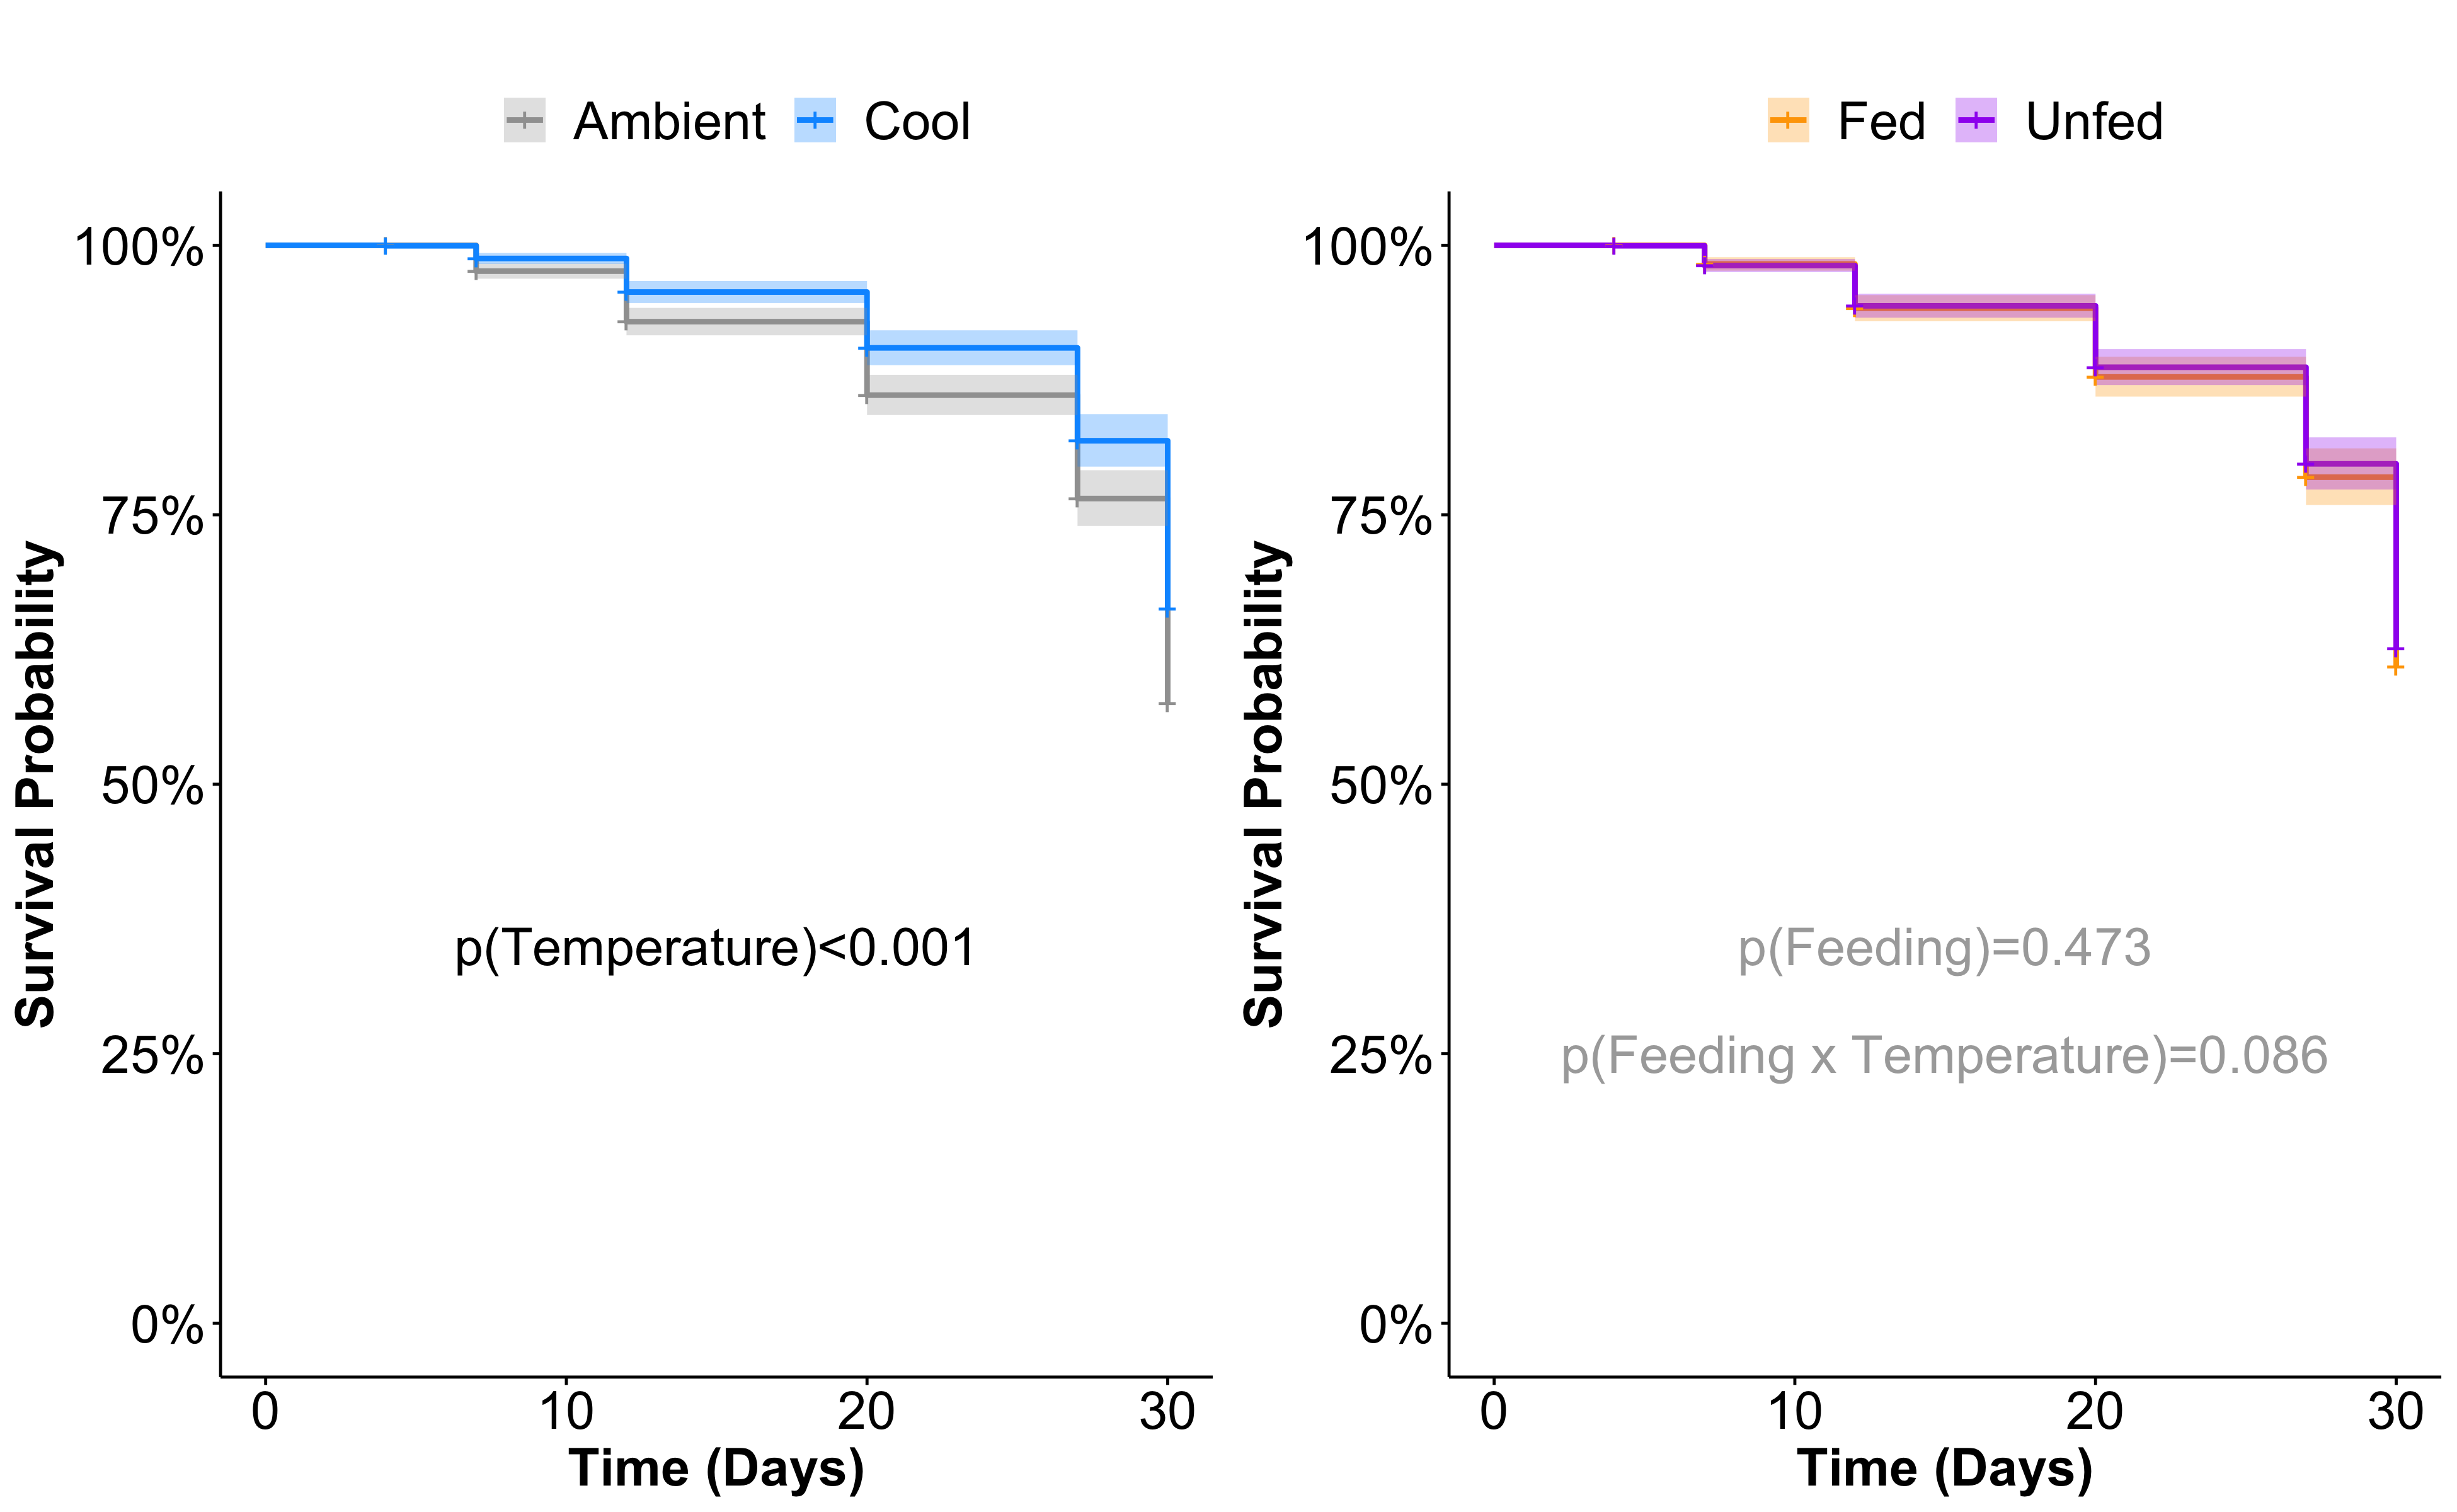 Ambient Cool
100%
75%
50%
25%
0%
Survival Probability
p(Temperature)<0.001
0 10 20 30
Time (Days)
Fed Unfed
100%
75%
50%
25%
0%
Survival Probability
p(Feeding)=0.473
p(Feeding x Temperature)=0.086
0 10 20 30
Time (Days)